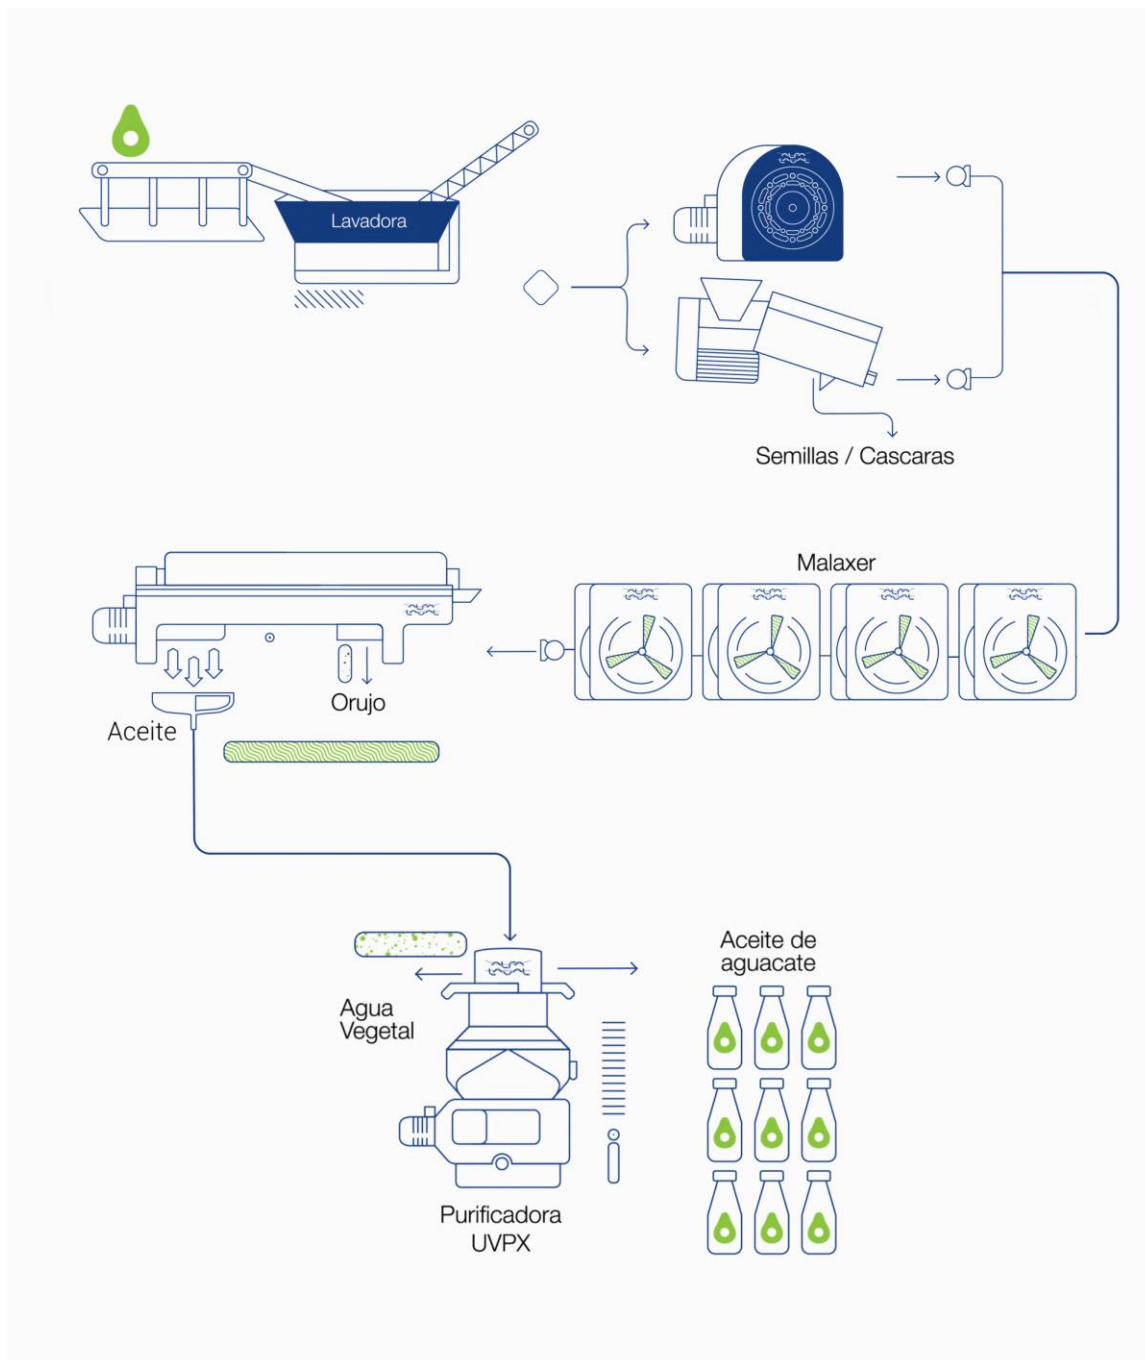 Lavadora
Semillas / Cascaras
Malaxer
Orujo
Aceite
Aceite de
aguacate
Agua
Vegetal
Purificadora
UVPX